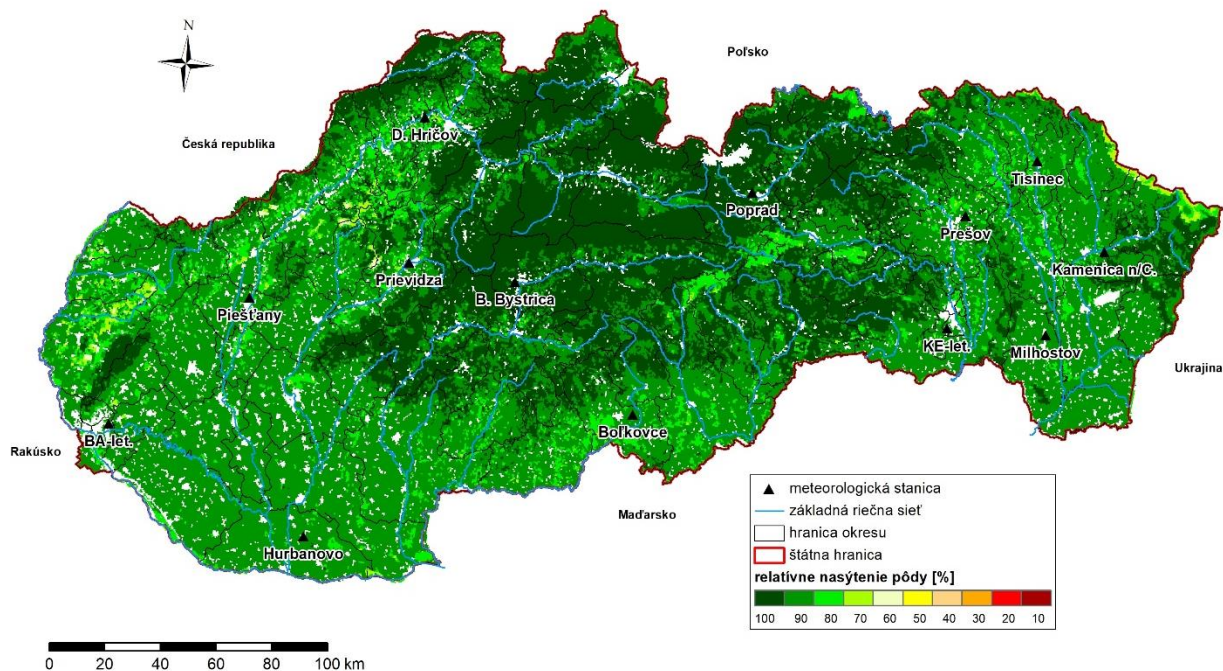 N
Poľsko
Česká republika
D. Hričov
Tisinec
Poprad
Prešov
Prievidza
Kamenica n/C.
B. Bystrica
Piešťany
KE-let.
Milhostov
Ukrajina
Boľkovce
BA-let.
Rakúsko
Maďarsko
Hurbanovo
meteorologická stanica
základná riečna sieť
hranica okresu
štátna hranica
relatívne nasýtenie pôdy [%]
100 90 80 70 60 50 40 30 20 10
0 20 40 60 80 100 km